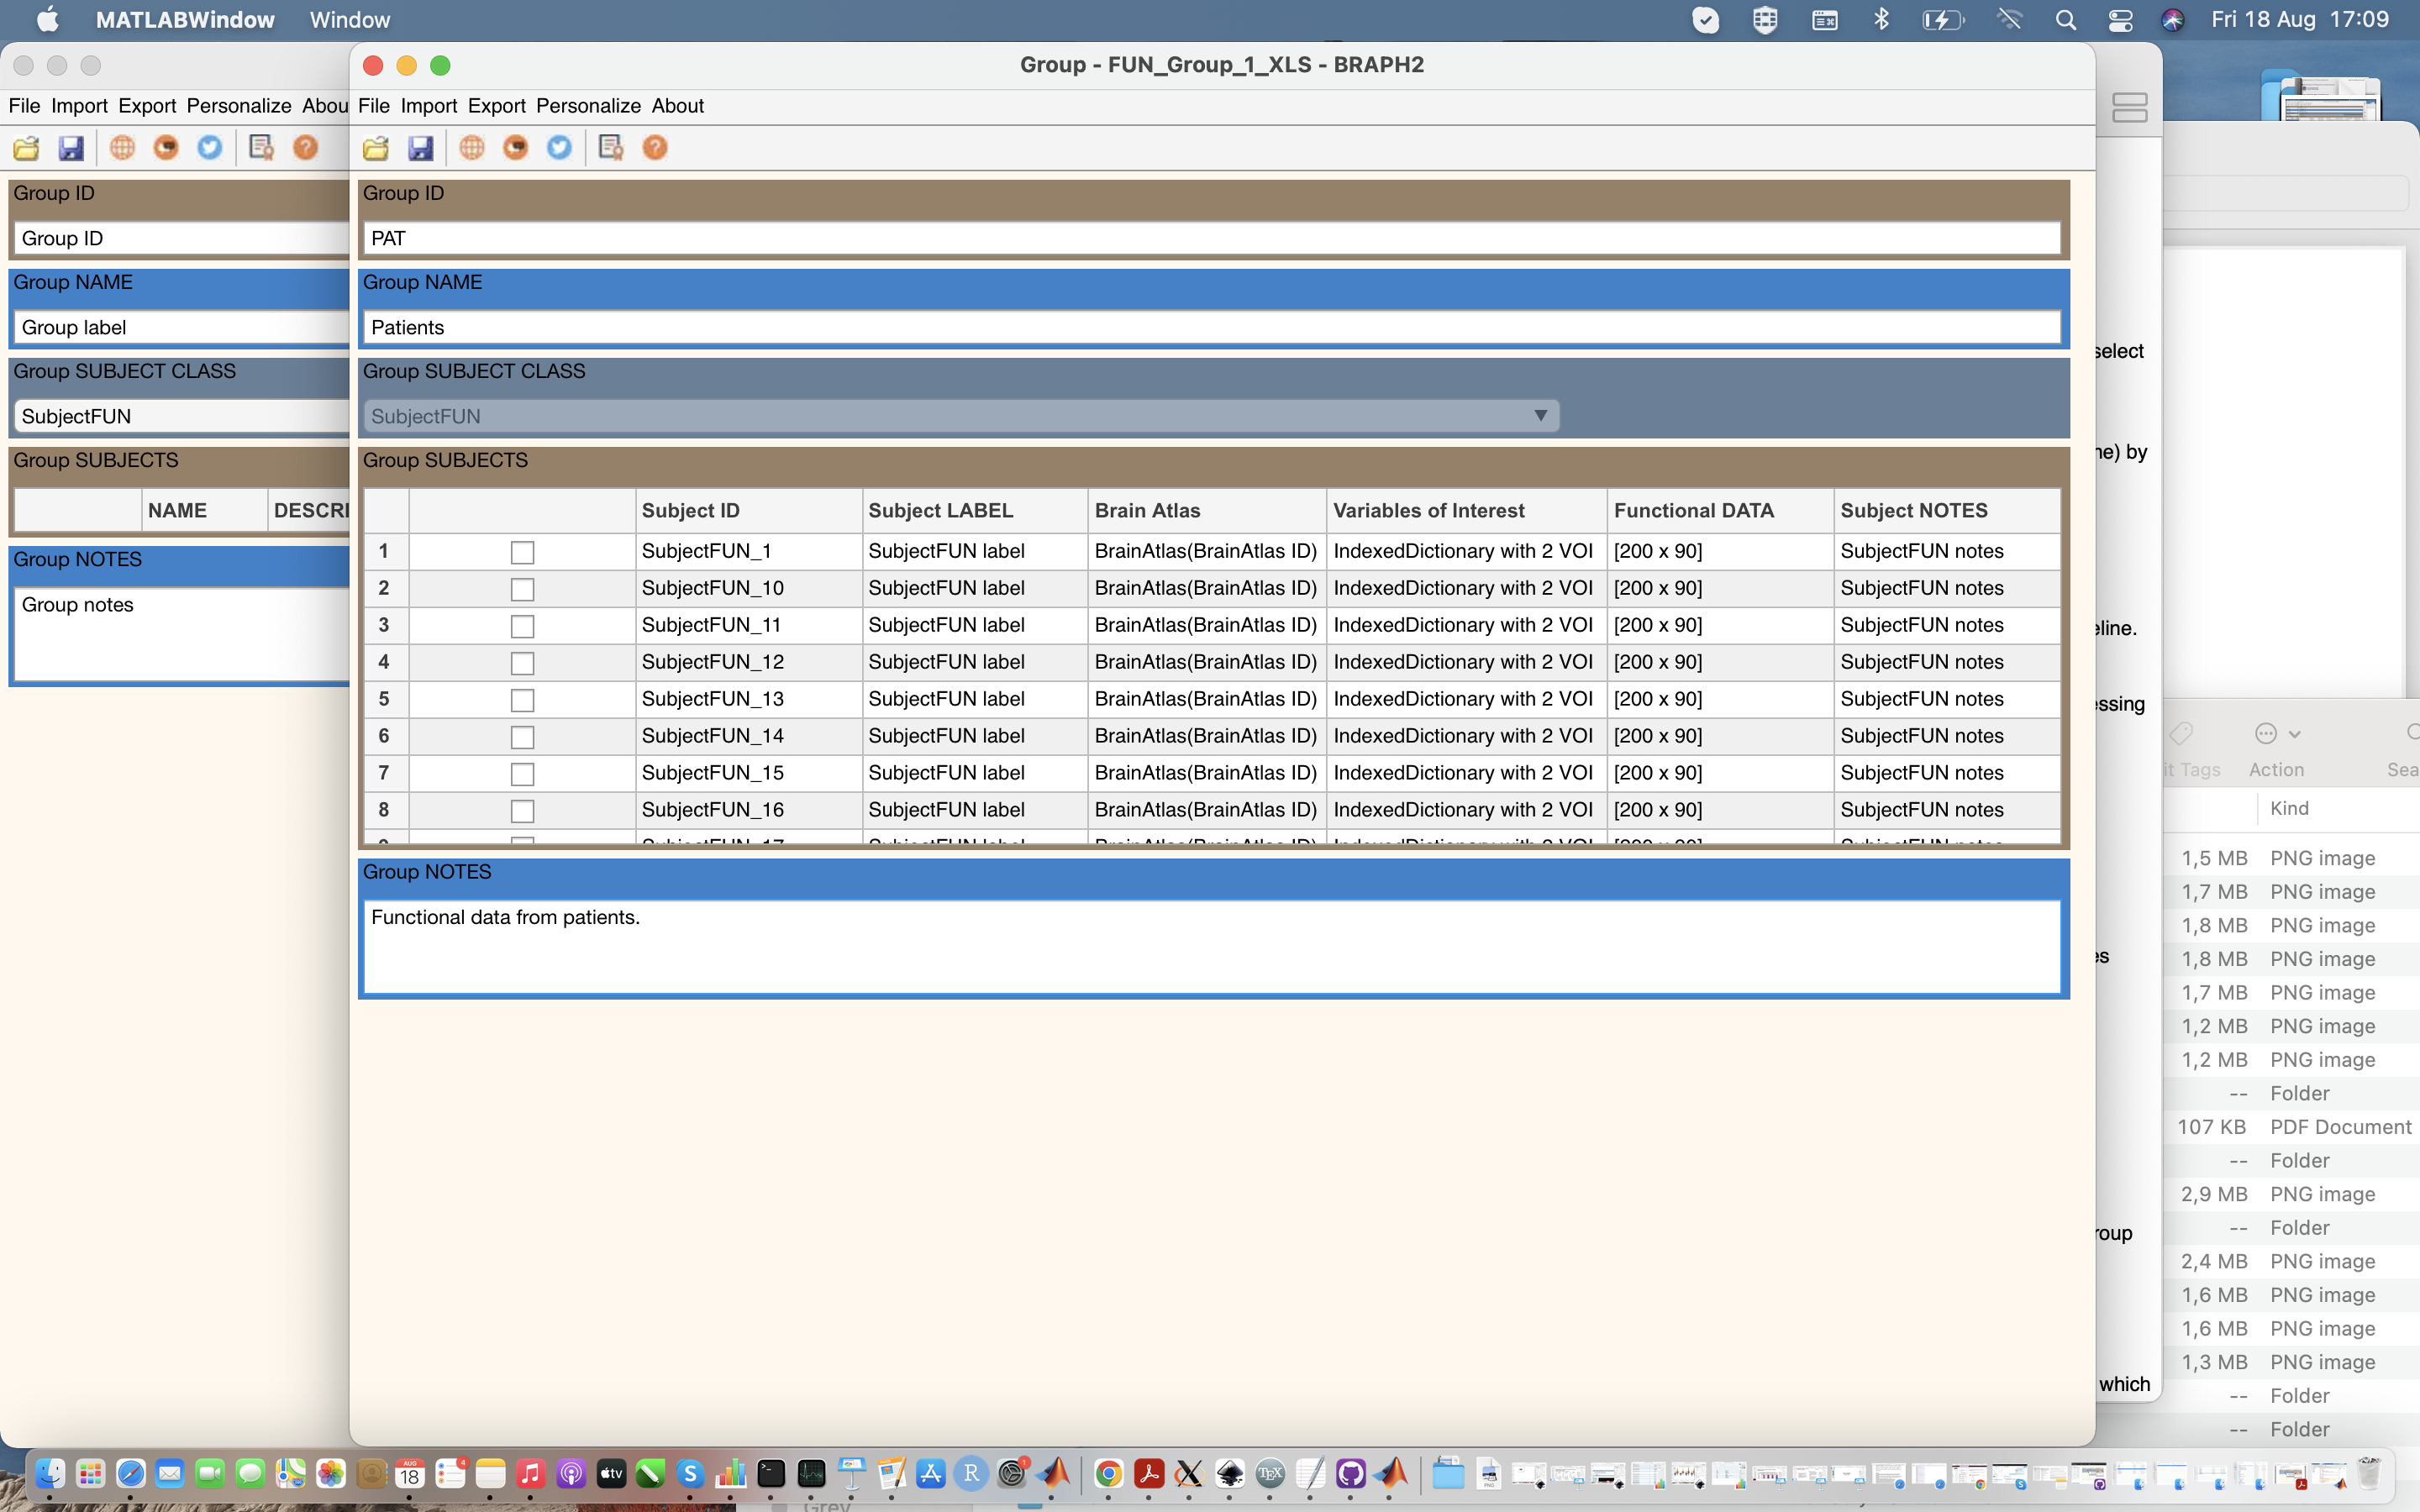 MATLABWindow Window
Fri 18 Aug 17:09
Group - FUN_Group_1_XLS - BRAPH2
File Import Export Personalize Abou
File Import Export Personalize About
Group ID
Group ID
Group NAME
Group label
Group SUBJECT CLASS
SubjectFUN
Group SUBJECTS
NAME DESCRI
Group NOTES
Group notes
Group ID
PAT
Group NAME
Patients
Group SUBJECT CLASS
SubjectFUN
Group SUBJECTS
Subject ID Subject LABEL Brain Atlas Variables of Interest Functional DATA Subject NOTES
1 SubjectFUN_1 SubjectFUN label BrainAtlas(BrainAtlas ID) IndexedDictionary with 2 VOI [200 x 90] SubjectFUN notes
2 SubjectFUN_10 SubjectFUN label BrainAtlas(BrainAtlas ID) IndexedDictionary with 2 VOI [200 x 90] SubjectFUN notes
3 SubjectFUN_11 SubjectFUN label BrainAtlas(BrainAtlas ID) IndexedDictionary with 2 VOI [200 x 90] SubjectFUN notes
4 SubjectFUN_12 SubjectFUN label BrainAtlas(BrainAtlas ID) IndexedDictionary with 2 VOI [200 x 90] SubjectFUN notes
5 SubjectFUN_13 SubjectFUN label BrainAtlas(BrainAtlas ID) IndexedDictionary with 2 VOI [200 x 90] SubjectFUN notes
6 SubjectFUN_14 SubjectFUN label BrainAtlas(BrainAtlas ID) IndexedDictionary with 2 VOI [200 x 90] SubjectFUN notes
7 SubjectFUN_15 SubjectFUN label BrainAtlas(BrainAtlas ID) IndexedDictionary with 2 VOI [200 x 90] SubjectFUN notes
8 SubjectFUN_16 SubjectFUN label BrainAtlas(BrainAtlas ID) IndexedDictionary with 2 VOI [200 x 90] SubjectFUN notes
Group NOTES
Functional data from patients.
select
ne) by
eline.
essing
es
roup
which
it Tags Action Sea
Kind
1,5 MB PNG image
1,7 MB PNG image
1,8 MB PNG image
1,8 MB PNG image
1,7 MB PNG image
1,2 MB PNG image
1,2 MB PNG image
-- Folder
107 KB PDF Document
-- Folder
2,9 MB PNG image
-- Folder
2,4 MB PNG image
1,6 MB PNG image
1,6 MB PNG image
1,3 MB PNG image
-- Folder
-- Folder
AUG
18
4
tv
S
R
1
TEX
Grey